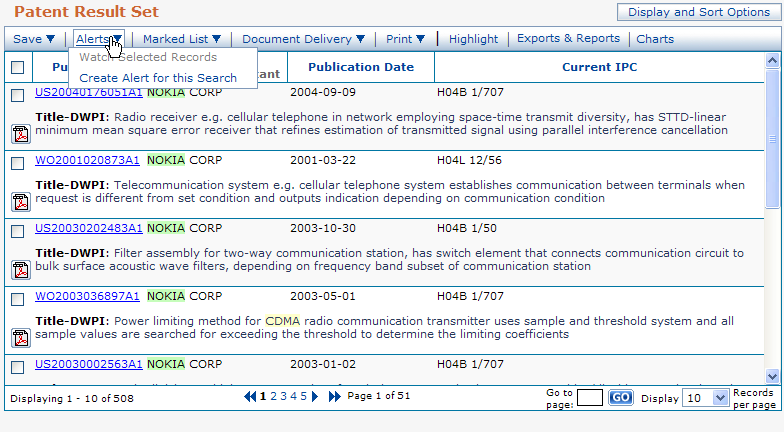 Patent Result Set
Display and Sort Options
Save Alerts Marked List Document Delivery Print Highlight Exports & Reports Charts
Watch Selected Records
Create Alert for this Search
Pu tant Publication Date Current IPC
US20040176051A1 NOKIA CORP 2004-09-09 H04B 1/707
Title-DWPI: Radio receiver e.g. cellular telephone in network employing space-time transmit diversity, has STTD-linear
minimum mean square error receiver that refines estimation of transmitted signal using parallel interference cancellation
WO2001020873A1 NOKIA CORP 2001-03-22 H04L 12/56
Title-DWPI: Telecommunication system e.g. cellular telephone system establishes communication between terminals when
request is different from set condition and outputs indication depending on communication condition
US20030202483A1 NOKIA CORP 2003-10-30 H04B 1/50
Title-DWPI: Filter assembly for two-way communication station, has switch element that connects communication circuit to
bulk surface acoustic wave filters, depending on frequency band subset of communication station
WO2003036897A1 NOKIA CORP 2003-05-01 H04B 1/707
Title-DWPI: Power limiting method for CDMA radio communication transmitter uses sample and threshold system and all
sample values are searched for exceeding the threshold to determine the limiting coefficients
US20030002563A1 NOKIA CORP 2003-01-02 H04B 1/707
Displaying 1 - 10 of 508 1 2 3 4 5 Page 1 of 51 Go to page: GO Display 10 Records per page